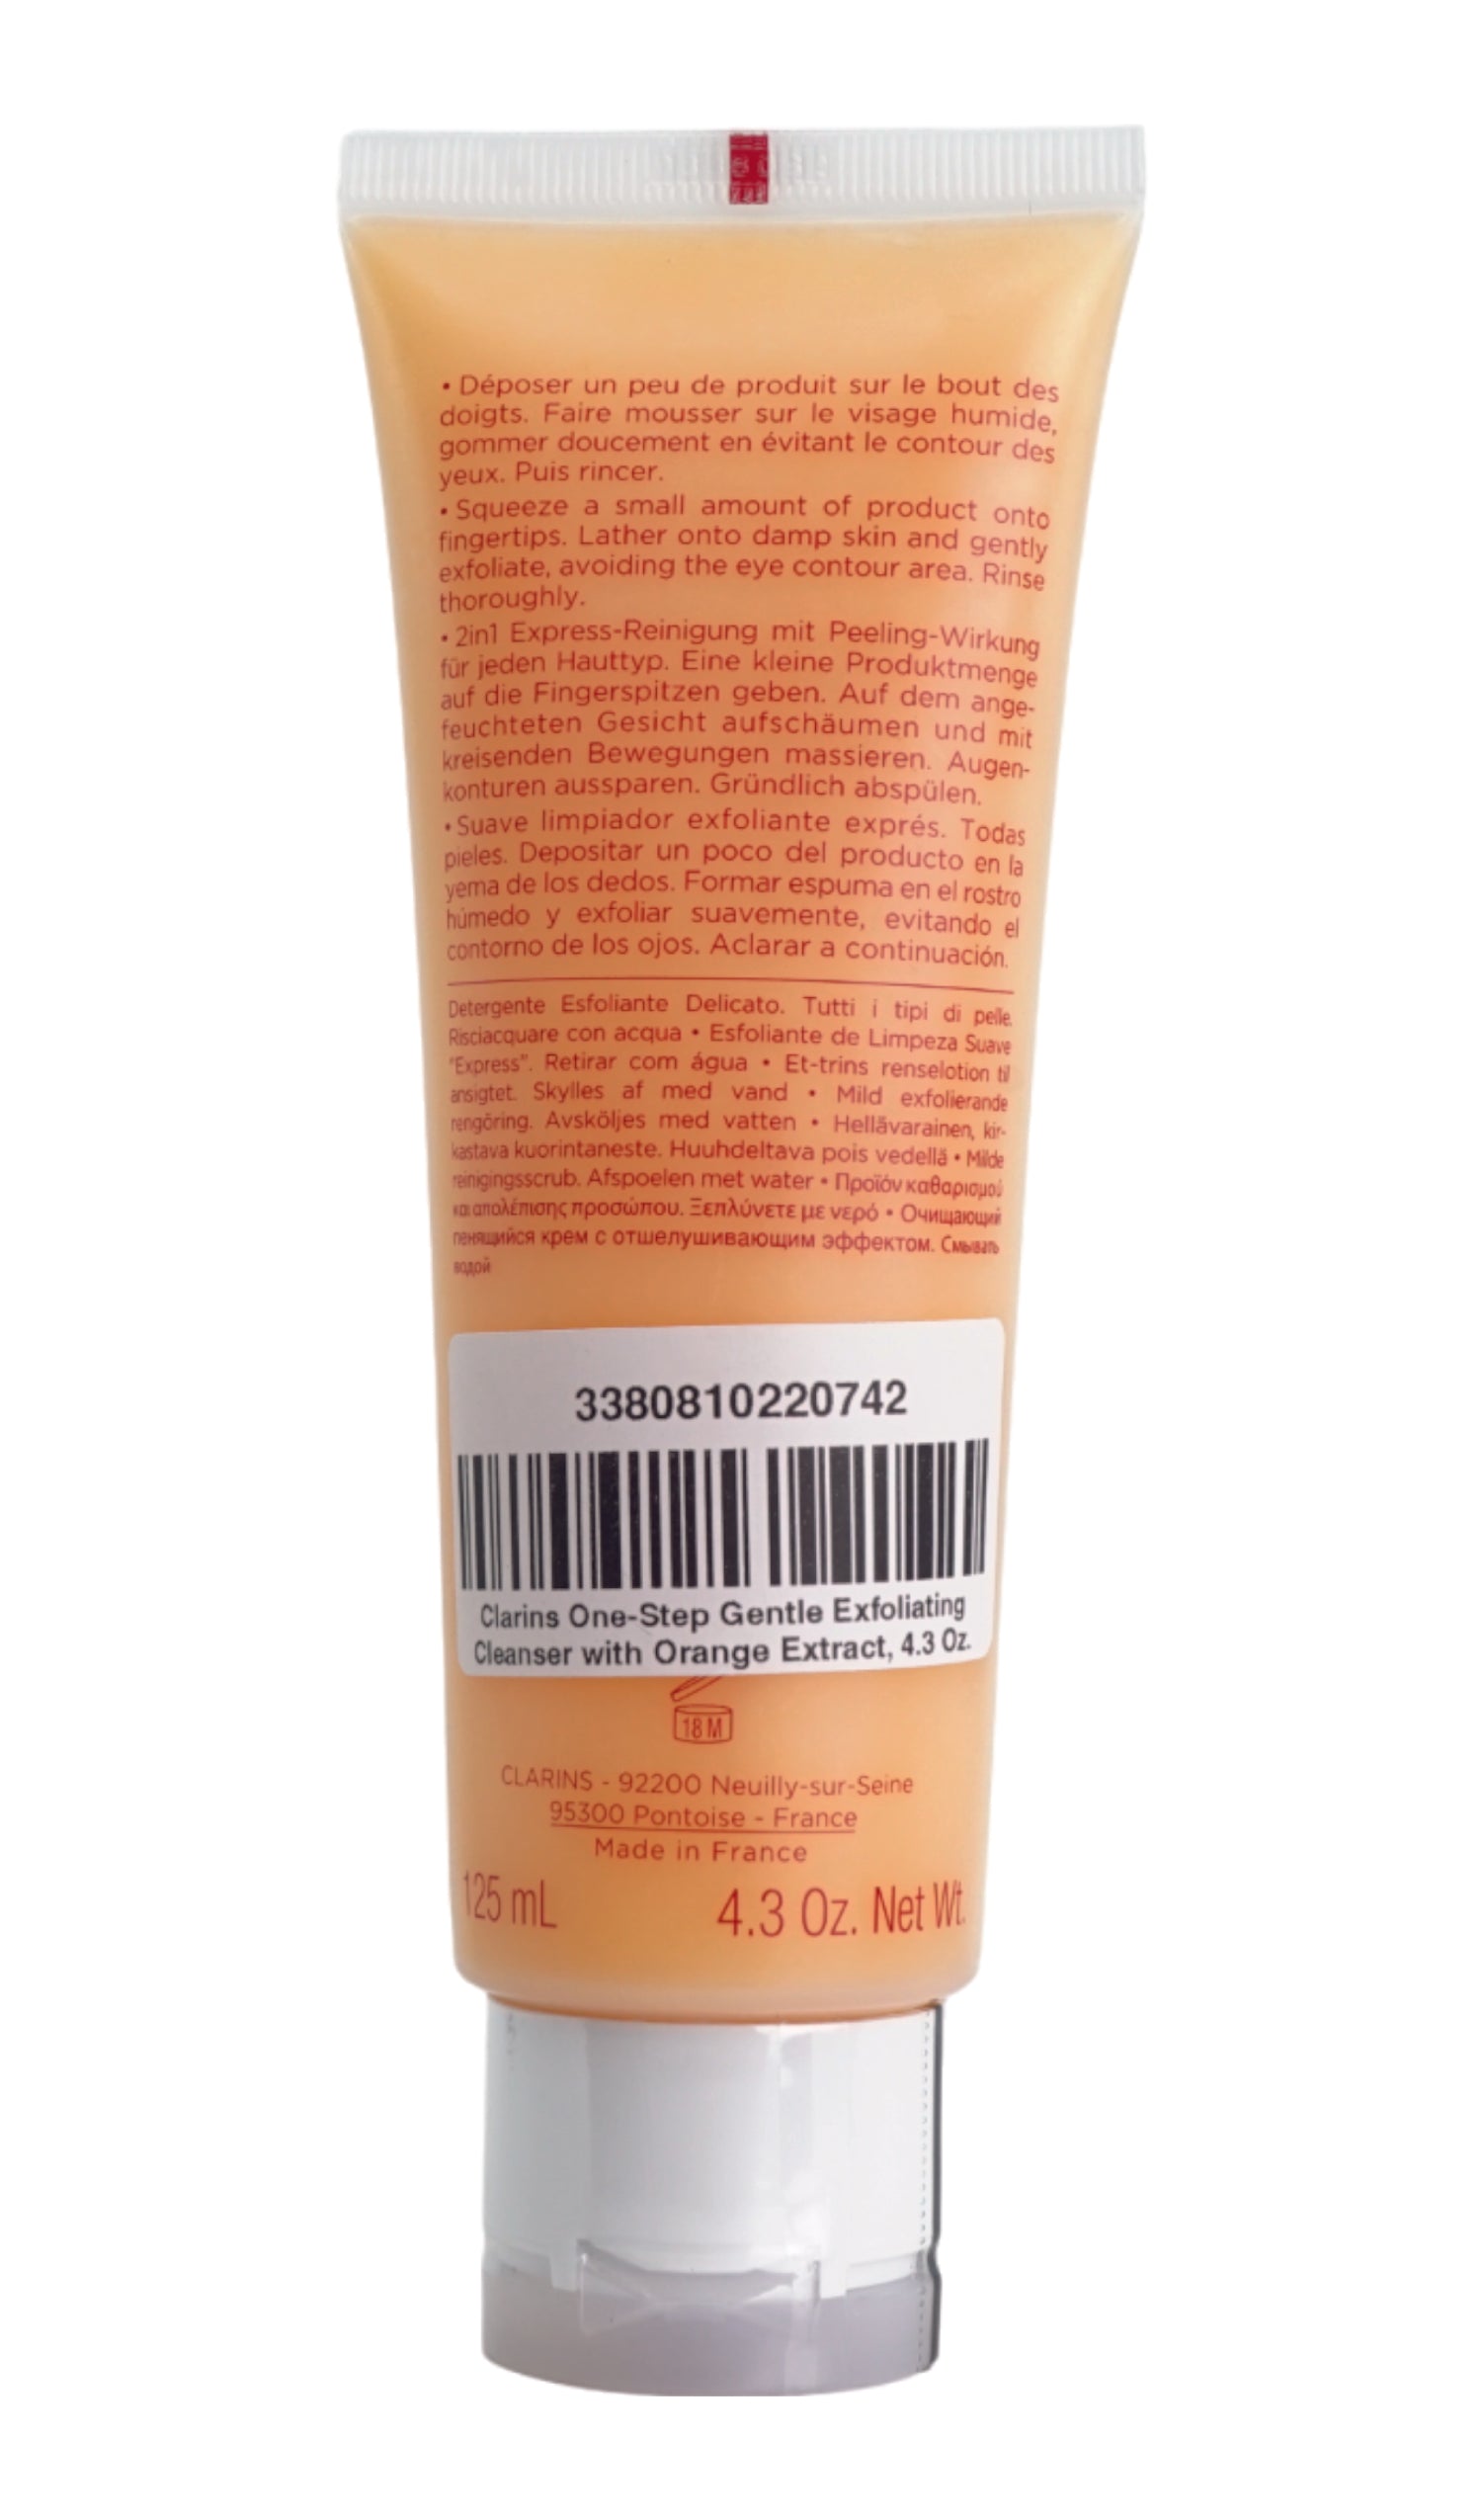 • Déposer un peu de produit sur le bout des
doigts. Faire mousser sur le visage humide,
gommer doucement en évitant le contour des
yeux. Puis rincer.
• Squeeze a small amount of product onto
fingertips. Lather onto damp skin and gently
exfoliate, avoiding the eye contour area. Rinse
thoroughly.
• 2in1 Express-Reinigung mit Peeling-Wirkung
für jeden Hauttyp. Eine kleine Produktmenge
auf die Fingerspitzen geben. Auf dem ange-
feuchteten Gesicht aufschäumen und mit
kreisenden Bewegungen massieren. Augen-
konturen aussparen. Gründlich abspülen.
• Suave limpiador exfoliante exprés. Todas
pieles. Depositar un poco del producto en la
yema de los dedos. Formar espuma en el rostro
húmedo y exfoliar suavemente, evitando el
contorno de los ojos. Aclarar a continuación.
Detergente Esfoliante Delicato. Tutti i tipi di pelle.
Risciacquare con acqua • Esfoliante de Limpeza Suave
"Express". Retirar com água • Et-trins renselotion til
ansigtet. Skylles af med vand • Mild exfolierande
rengöring. Avsköljes med vatten • Hellävarainen, kir-
kastava kuorintaneste. Huuhdeltava pois vedellä • Milde
reinigingsscrub. Afspoelen met water • Προϊόν καθαρισμού
και απολέπισης προσώπου. Ξεπλύνετε με νερό • Очищающий
пенящийся крем с отшелушивающим эффектом. Смывать
водой
3380810220742
Clarins One-Step Gentle Exfoliating
Cleanser with Orange Extract, 4.3 Oz.
18 M
CLARINS - 92200 Neuilly-sur-Seine
95300 Pontoise - France
Made in France
125 mL 4.3 Oz. Net Wt.